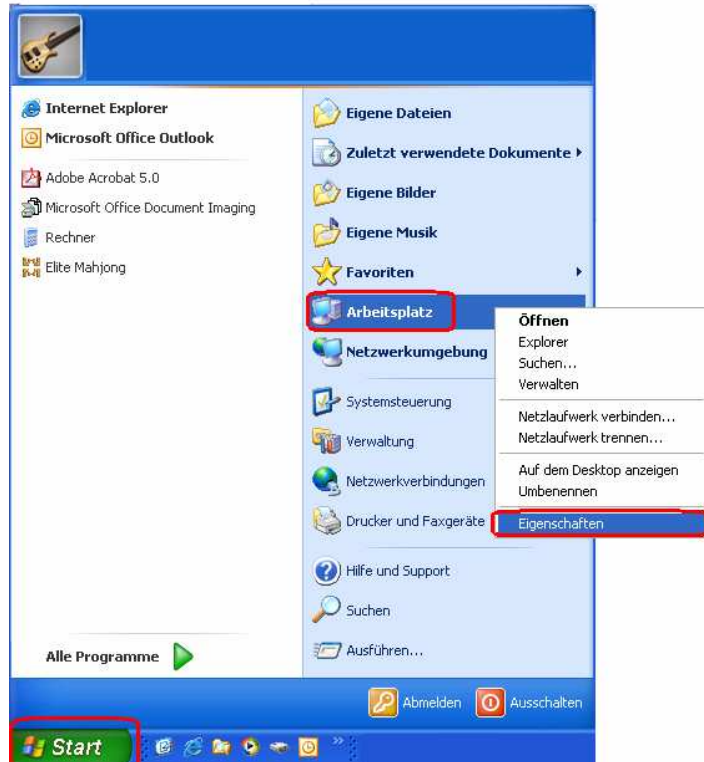 Internet Explorer
Microsoft Office Outlook
Adobe Acrobat 5.0
Microsoft Office Document Imaging
Rechner
Elite Mahjong
Alle Programme
Eigene Dateien
Zuletzt verwendete Dokumente
Eigene Bilder
Eigene Musik
Favoriten
Arbeitsplatz
Netzwerkumgebung
Systemsteuerung
Verwaltung
Netzwerkverbindungen
Drucker und Faxgeräte
Hilfe und Support
Suchen
Ausführen...
Öffnen
Explorer
Suchen...
Verwalten
Netzlaufwerk verbinden...
Netzlaufwerk trennen...
Auf dem Desktop anzeigen
Umbenennen
Eigenschaften
Abmelden
Ausschalten
Start